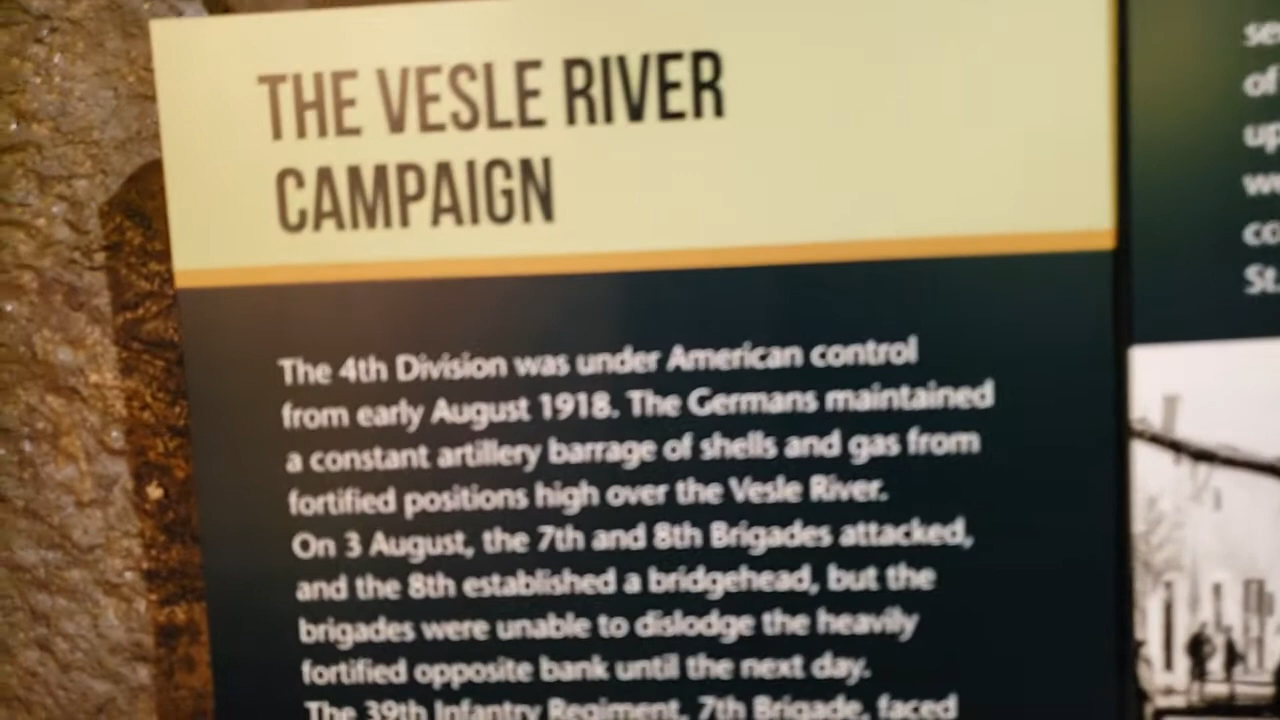 THE VESLE RIVER
CAMPAIGN
The 4th Division was under American control
from early August 1918. The Germans maintained
a constant artillery barrage of shells and gas from
fortified positions high over the Vesle River.
On 3 August, the 7th and 8th Brigades attacked,
and the 8th established a bridgehead, but the
brigades were unable to dislodge the heavily
fortified opposite bank until the next day.
The 39th Infantry Regiment, 7th Brigade, faced
of
St.